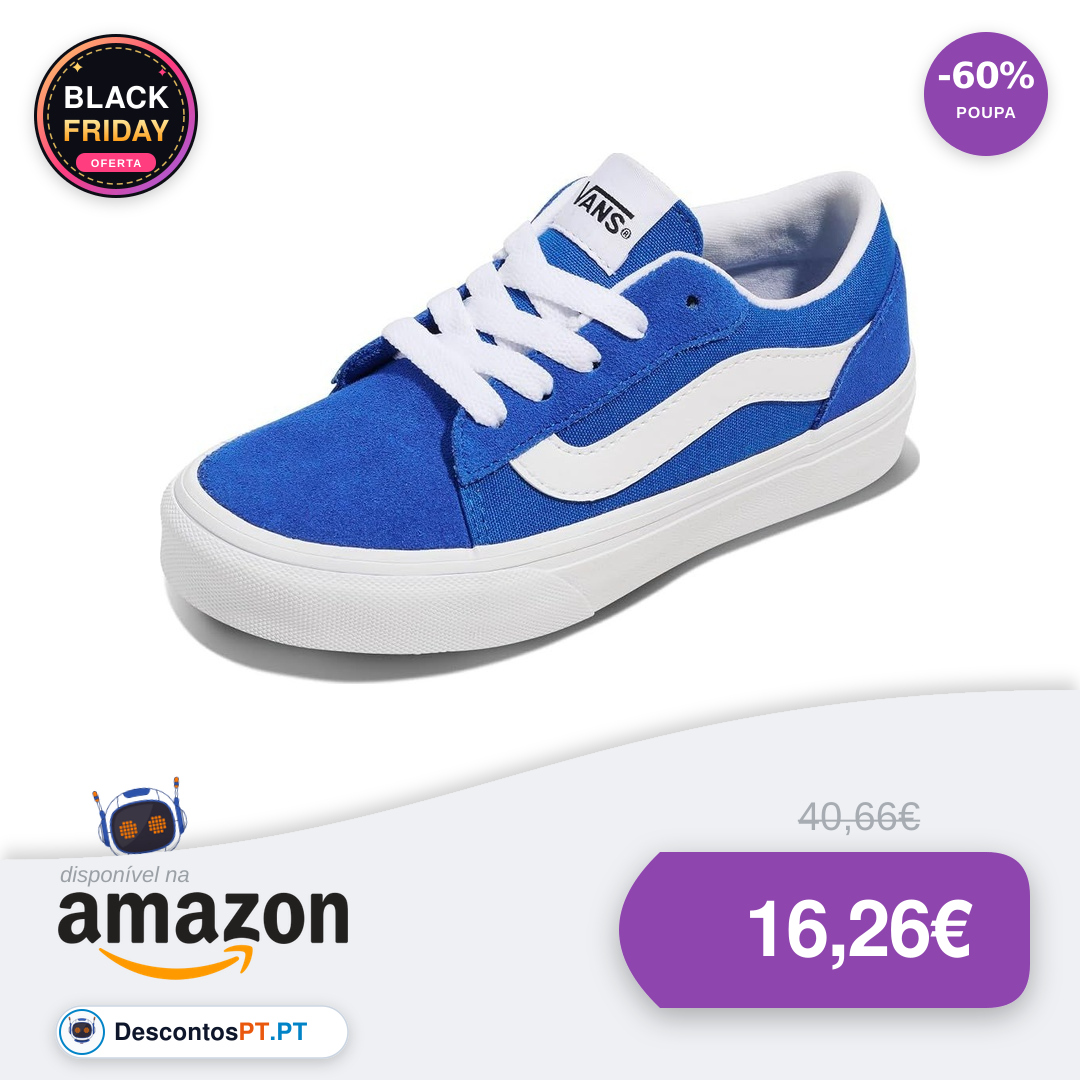 BLACK
FRIDAY
OFERTA
-60%
POUPA
VANS®
40,66€
16,26€
disponível na
amazon
DescontosPT.PT